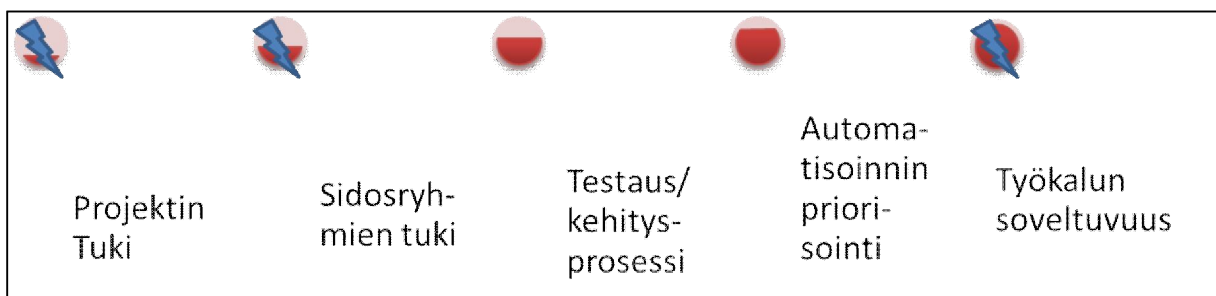 Projektin
Tuki
Sidosryh-
mien tuki
Testaus/
kehitys-
prosessi
Automa-
tisoinnin
priori-
sointi
Työkalun
soveltuvuus